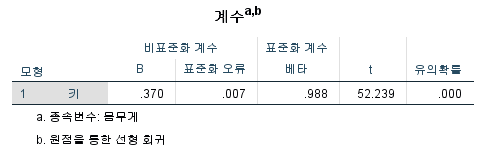 계수a,b
비표준화 계수 표준화 계수
모형 B 표준화 오류 베타 t 유의확률
1 키 .370 .007 .988 52.239 .000
a. 종속변수: 몸무게
b. 원점을 통한 선형 회귀